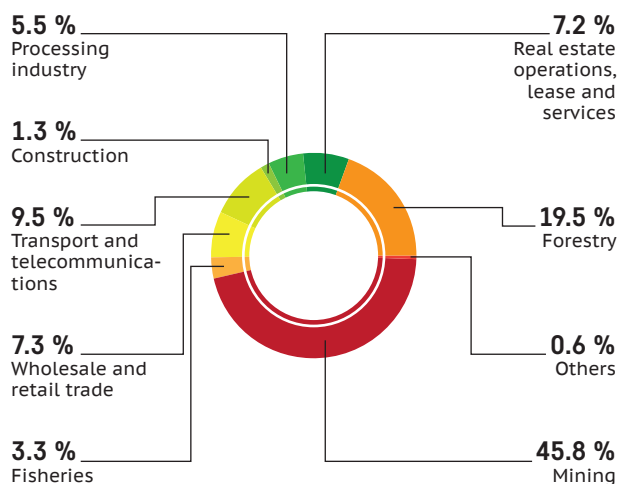 5.5 %
Processing
industry
1.3 %
Construction
9.5 %
Transport and
telecommunica-
tions
7.3 %
Wholesale and
retail trade
3.3 %
Fisheries
7.2 %
Real estate
operations,
lease and
services
19.5 %
Forestry
0.6 %
Others
45.8 %
Mining